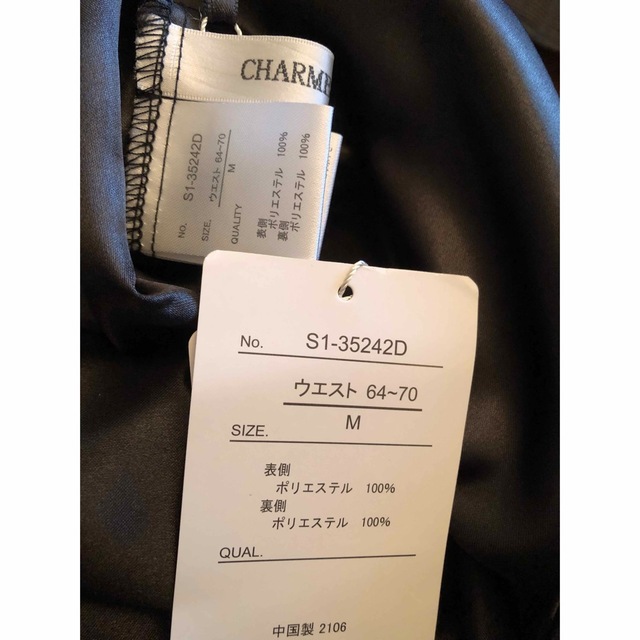 CHARME
No. S1-35242D
SIZE. ウエスト 64~70
M
QUALITY
表側
ポリエステル 100%
裏側
ポリエステル 100%
No. S1-35242D
ウエスト 64~70
SIZE. M
表側
ポリエステル 100%
裏側
ポリエステル 100%
QUAL.
中国製 2106